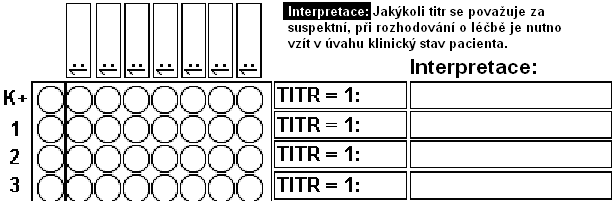 Interpretace: Jakýkoli titr se považuje za
suspektní, při rozhodování o léčbě je nutno
vzít v úvahu klinický stav pacienta.
Interpretace:
K+ TITR = 1:
1 TITR = 1:
2 TITR = 1:
3 TITR = 1: